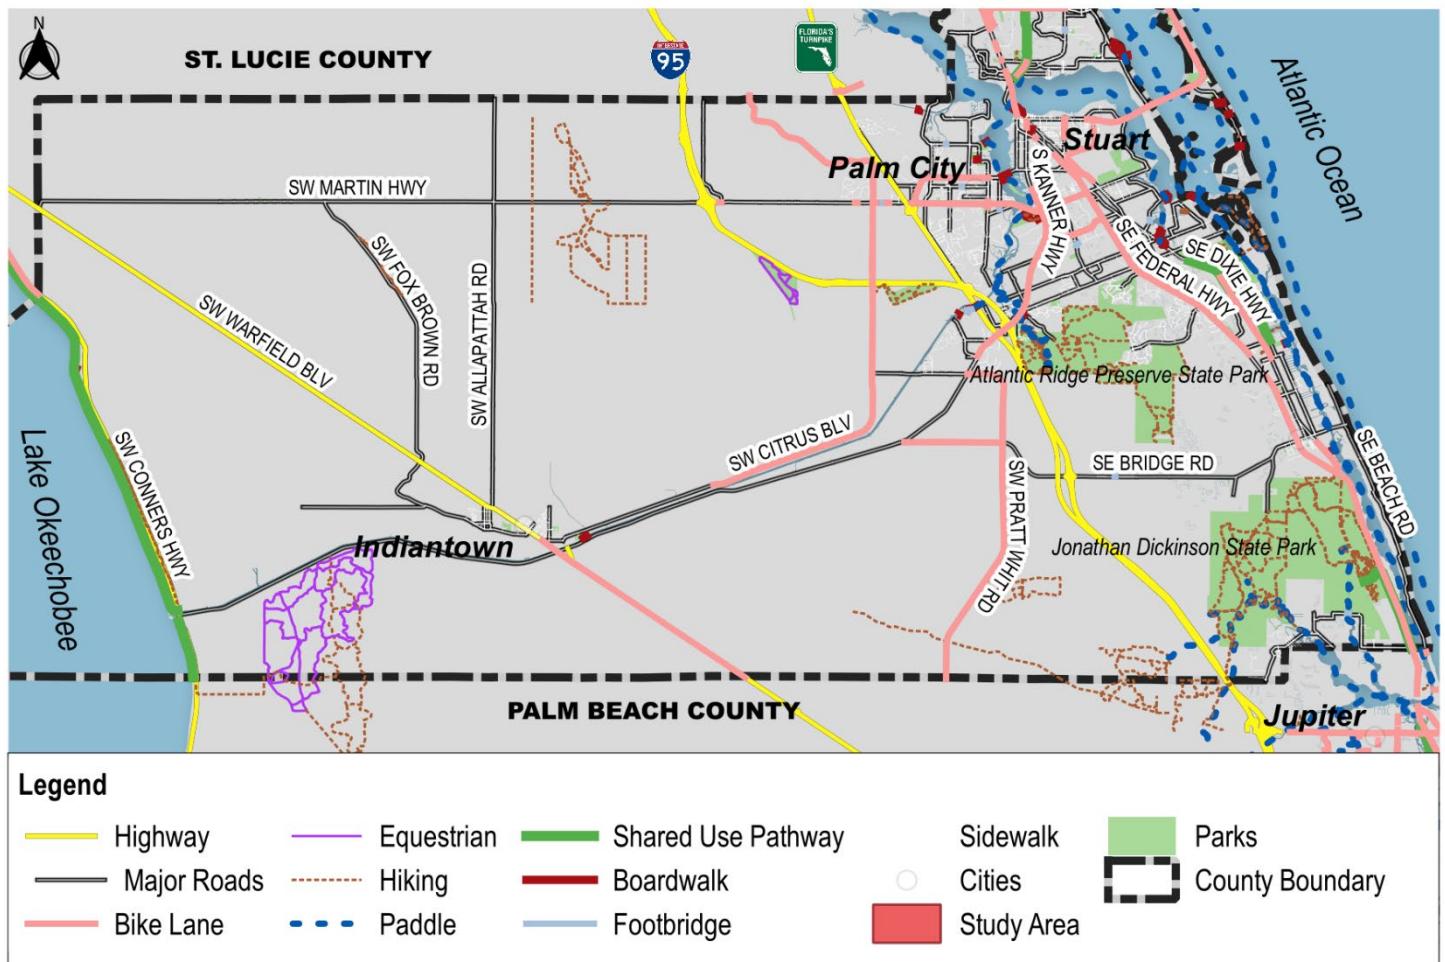 N
ST. LUCIE COUNTY
INTERSTATE
95
FLORIDA'S
TURNPIKE
Atlantic Ocean
Stuart
Palm City
S KANNER HWY
SW MARTIN HWY
SW FOX BROWN RD
SW ALLAPATTAH RD
SE DIXIE HWY
SE FEDERAL HWY
SW WARFIELD BLV
Atlantic Ridge Preserve State Park
SW CITRUS BLV
SE BRIDGE RD
SE BEACH RD
SW CONNERS HWY
Lake Okeechobee
SW PRATT WHIT RD
Indiantown
Jonathan Dickinson State Park
PALM BEACH COUNTY
Jupiter
Legend
Highway
Equestrian
Shared Use Pathway
Sidewalk
Parks
Major Roads
Hiking
Boardwalk
Cities
County Boundary
Bike Lane
Paddle
Footbridge
Study Area